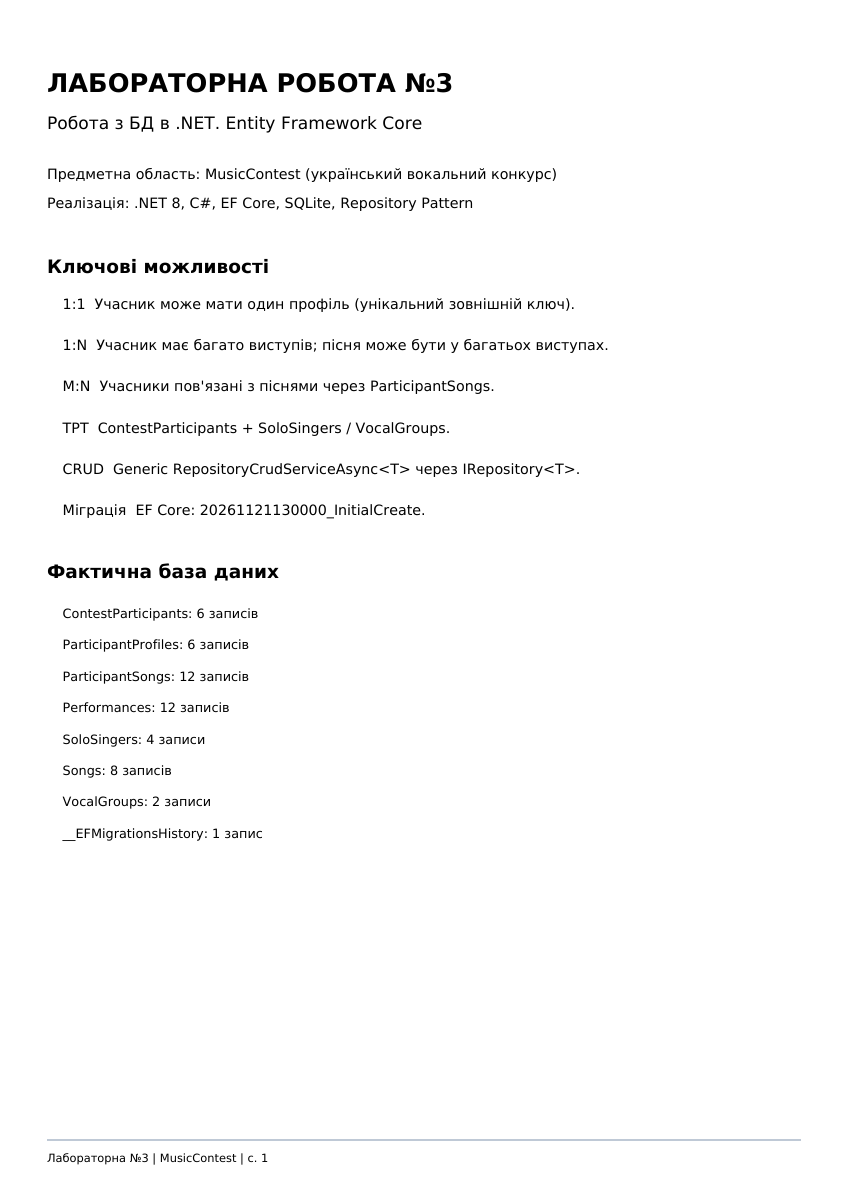 ЛАБОРАТОРНА РОБОТА №3
Робота з БД в .NET. Entity Framework Core
Предметна область: MusicContest (український вокальний конкурс)
Реалізація: .NET 8, C#, EF Core, SQLite, Repository Pattern
Ключові можливості
1:1 Учасник може мати один профіль (унікальний зовнішній ключ).
1:N Учасник має багато виступів; пісня може бути у багатьох виступах.
M:N Учасники пов'язані з піснями через ParticipantSongs.
TPT ContestParticipants + SoloSingers / VocalGroups.
CRUD Generic RepositoryCrudServiceAsync<T> через IRepository<T>.
Міграція EF Core: 20261121130000_InitialCreate.
Фактична база даних
ContestParticipants: 6 записів
ParticipantProfiles: 6 записів
ParticipantSongs: 12 записів
Performances: 12 записів
SoloSingers: 4 записи
Songs: 8 записів
VocalGroups: 2 записи
__EFMigrationsHistory: 1 запис
Лабораторна №3 | MusicContest | с. 1